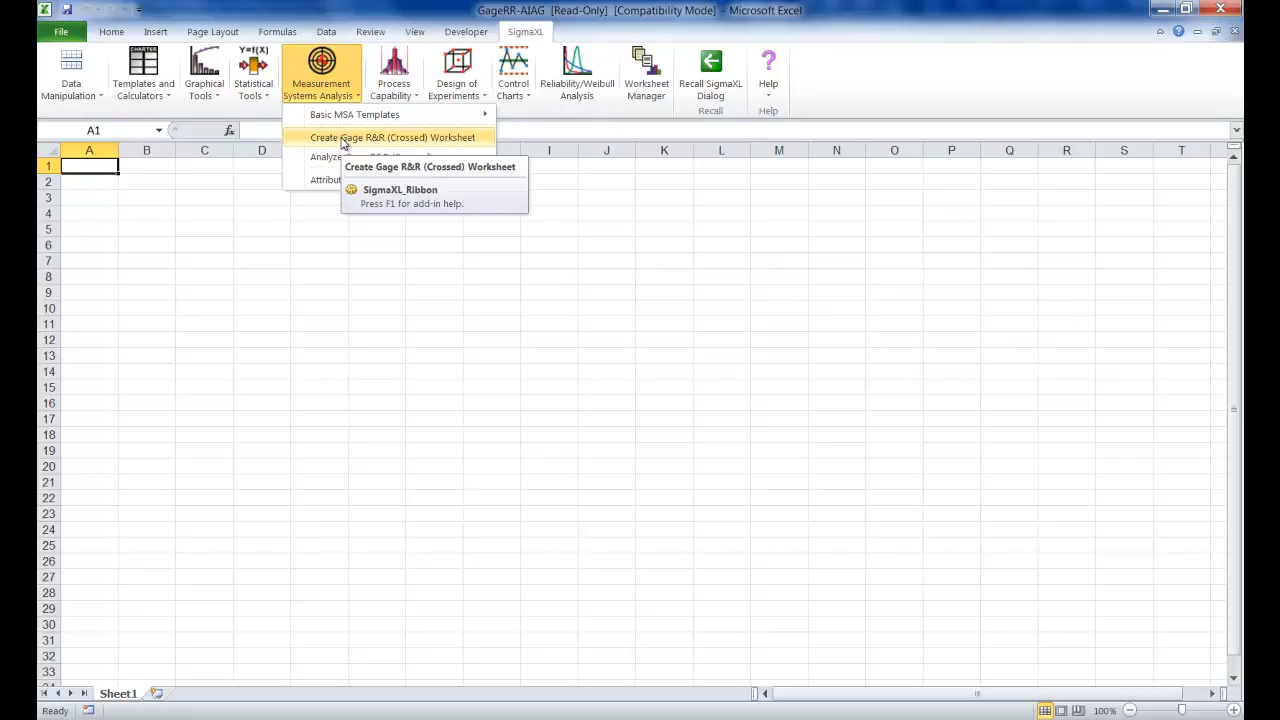 GageRR-AIAG [Read-Only] [Compatibility Mode] - Microsoft Excel
File Home Insert Page Layout Formulas Data Review View Developer SigmaXL
Data Manipulation
Templates and Calculators
Graphical Tools
Statistical Tools
Measurement Systems Analysis
Process Capability
Design of Experiments
Control Charts
Reliability/Weibull Analysis
Worksheet Manager
Recall SigmaXL Dialog
Help
Recall Help
CHARTER
Y=f(X)
Basic MSA Templates
Create Gage R&R (Crossed) Worksheet
Analyze
Attribut
Create Gage R&R (Crossed) Worksheet
SigmaXL_Ribbon
Press F1 for add-in help.
A1 fx
A B C D I J K L M N O P Q R S T
1
2
3
4
5
6
7
8
9
10
11
12
13
14
15
16
17
18
19
20
21
22
23
24
25
26
27
28
29
30
31
32
33
Sheet1
Ready 100%